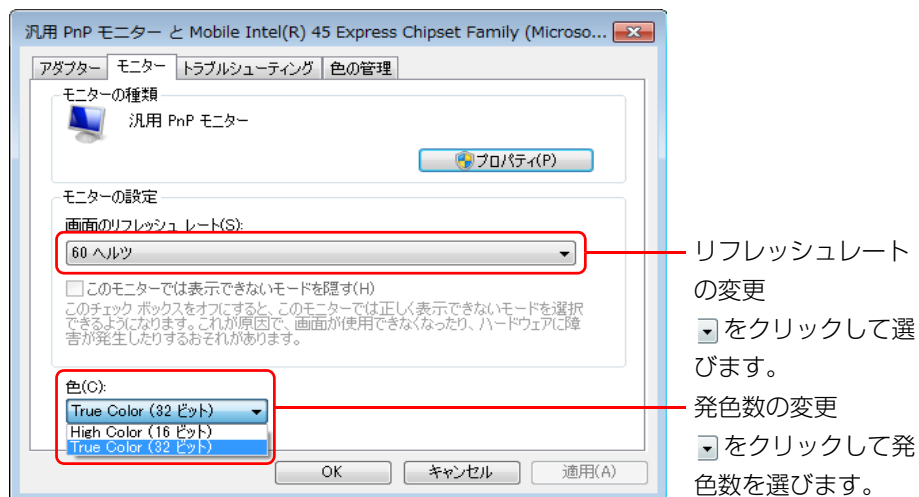 汎用 PnP モニター と Mobile Intel(R) 45 Express Chipset Family (Microso...
アダプター モニター トラブルシューティング 色の管理
モニターの種類
汎用 PnP モニター
プロパティ(P)
モニターの設定
画面のリフレッシュ レート(S):
60 ヘルツ
このモニターでは表示できないモードを隠す(H)
このチェック ボックスをオフにすると、このモニターでは正しく表示できないモードを選択
できるようになります。これが原因で、画面が使用できなくなったり、ハードウェアに障
害が発生したりするおそれがあります。
色(C):
True Color (32 ビット)
High Color (16 ビット)
True Color (32 ビット)
OK キャンセル 適用(A)
リフレッシュレート
の変更
をクリックして選
びます。
発色数の変更
をクリックして発
色数を選びます。